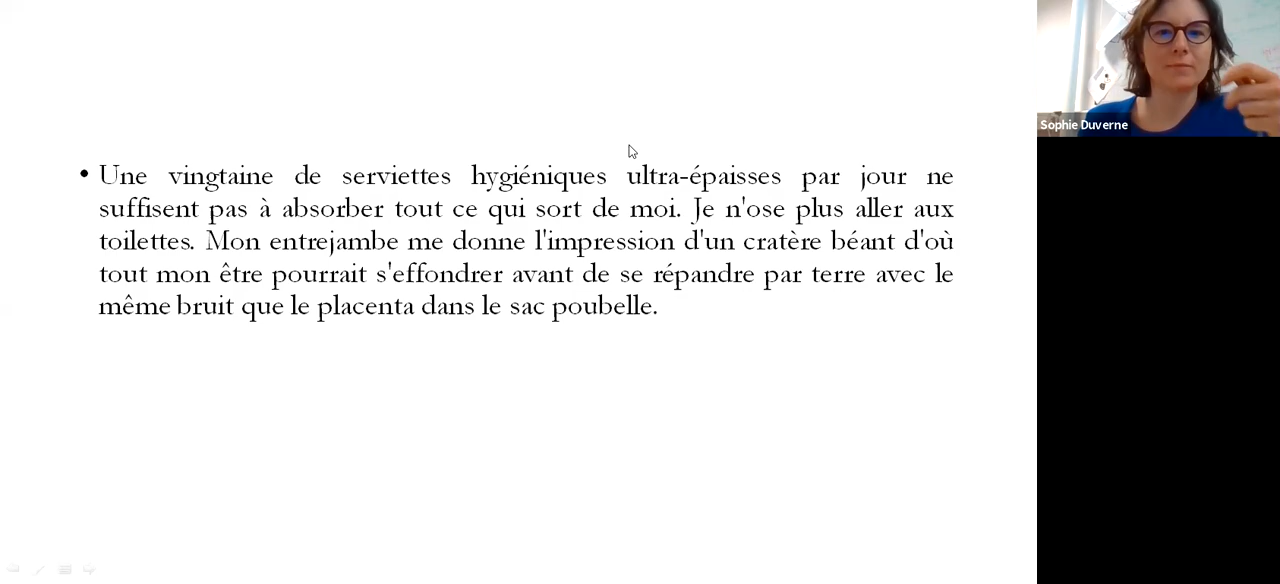 Sophie Duverne
• Une vingtaine de serviettes hygiéniques ultra-épaisses par jour ne
suffisent pas à absorber tout ce qui sort de moi. Je n'ose plus aller aux
toilettes. Mon entrejambe me donne l'impression d'un cratère béant d'où
tout mon être pourrait s'effondrer avant de se répandre par terre avec le
même bruit que le placenta dans le sac poubelle.